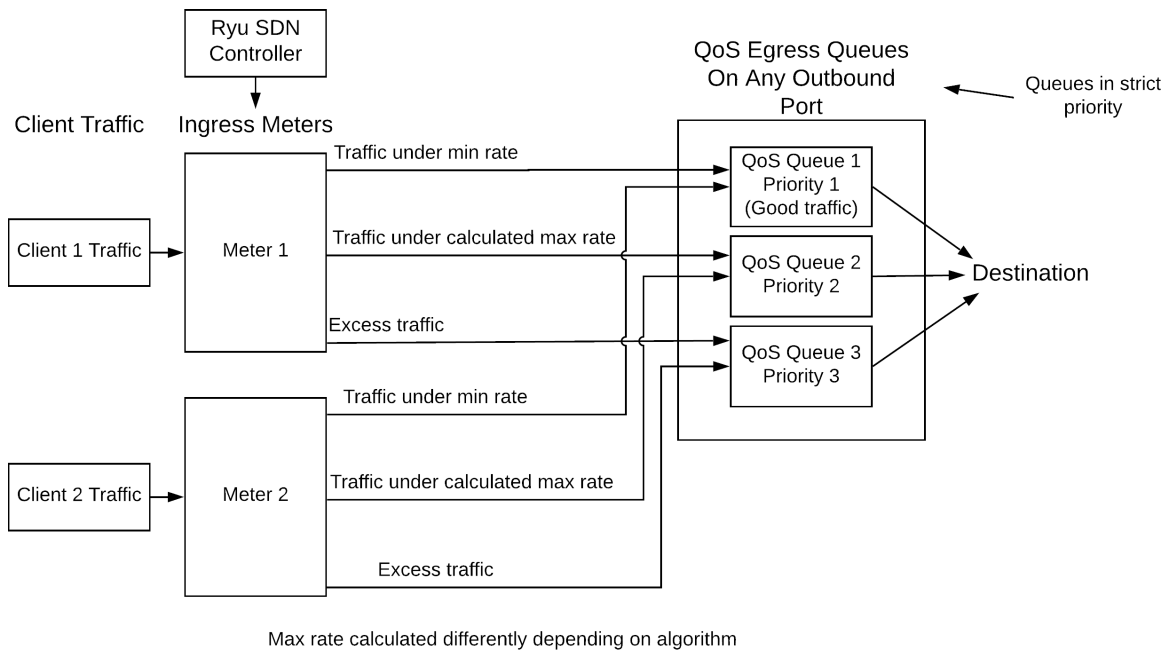 Ryu SDN
Controller
QoS Egress Queues
On Any Outbound
Port
Queues in strict
priority
Client Traffic
Ingress Meters
Traffic under min rate
QoS Queue 1
Priority 1
(Good traffic)
Client 1 Traffic
Meter 1
Traffic under calculated max rate
QoS Queue 2
Priority 2
Destination
Excess traffic
QoS Queue 3
Priority 3
Traffic under min rate
Client 2 Traffic
Meter 2
Traffic under calculated max rate
Excess traffic
Max rate calculated differently depending on algorithm